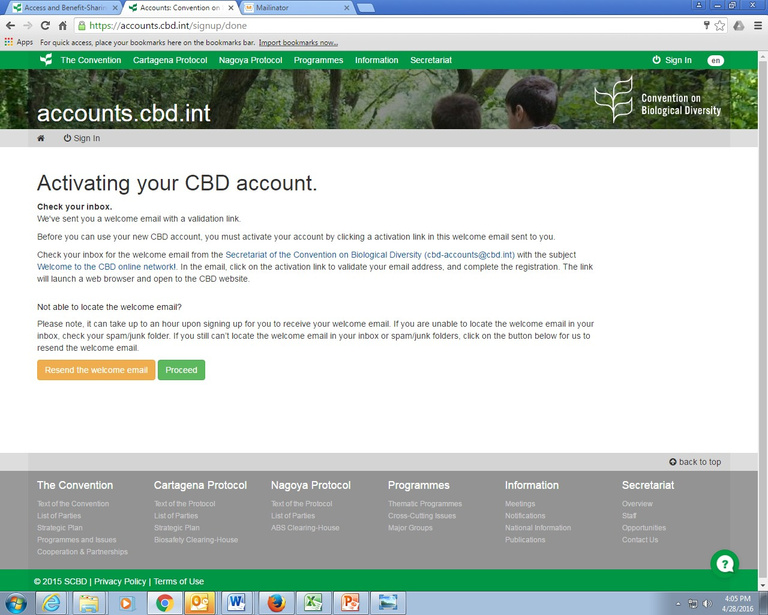 Access and Benefit-Sharin
Accounts: Convention on
Mailinator
https://accounts.cbd.int/signup/done
Apps For quick access, place your bookmarks here on the bookmarks bar. Import bookmarks now...
The Convention Cartagena Protocol Nagoya Protocol Programmes Information Secretariat Sign In en
accounts.cbd.int
Convention on
Biological Diversity
Sign In
Activating your CBD account.
Check your inbox.
We've sent you a welcome email with a validation link.
Before you can use your new CBD account, you must activate your account by clicking a activation link in this welcome email sent to you.
Check your inbox for the welcome email from the Secretariat of the Convention on Biological Diversity (cbd-accounts@cbd.int) with the subject
Welcome to the CBD online network!. In the email, click on the activation link to validate your email address, and complete the registration. The link
will launch a web browser and open to the CBD website.
Not able to locate the welcome email?
Please note, it can take up to an hour upon signing up for you to receive your welcome email. If you are unable to locate the welcome email in your
inbox, check your spam/junk folder. If you still can't locate the welcome email in your inbox or spam/junk folders, click on the button below for us to
resend the welcome email.
Resend the welcome email Proceed
back to top
The Convention Cartagena Protocol Nagoya Protocol Programmes Information Secretariat
Text of the Convention Text of the Protocol Text of the Protocol Thematic Programmes Meetings Overview
List of Parties List of Parties List of Parties Cross-Cutting Issues Notifications Staff
Strategic Plan Strategic Plan ABS Clearing-House Major Groups National Information Opportunities
Programmes and Issues Biosafety Clearing-House Publications Contact Us
Cooperation & Partnerships
?
© 2015 SCBD | Privacy Policy | Terms of Use
4:05 PM
4/28/2016